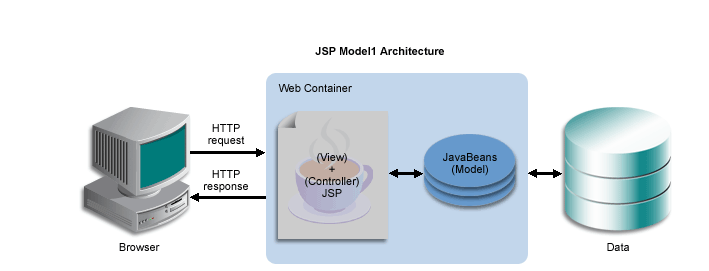 JSP Model1 Architecture
Web Container
HTTP
request
HTTP
response
(View)
+
(Controller)
JSP
JavaBeans
(Model)
Browser
Data